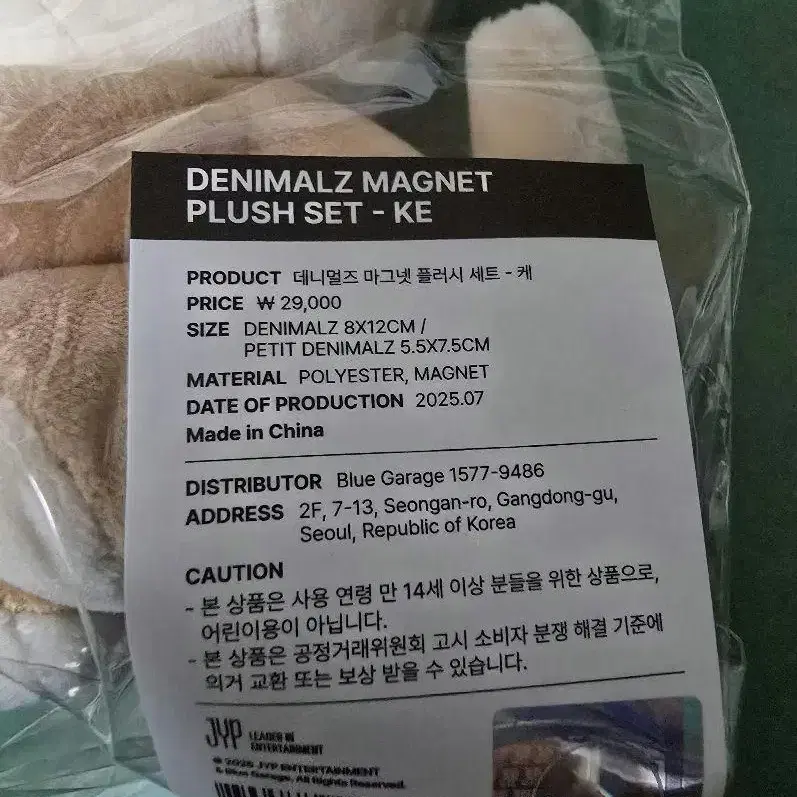 DENIMALZ MAGNET
PLUSH SET - KE
PRODUCT 데니멀즈 마그넷 플러시 세트 - 케
PRICE ₩ 29,000
SIZE DENIMALZ 8X12CM /
PETIT DENIMALZ 5.5X7.5CM
MATERIAL POLYESTER, MAGNET
DATE OF PRODUCTION 2025.07
Made in China
DISTRIBUTOR Blue Garage 1577-9486
ADDRESS 2F, 7-13, Seongan-ro, Gangdong-gu,
Seoul, Republic of Korea
CAUTION
- 본 상품은 사용 연령 만 14세 이상 분들을 위한 상품으로,
어린이용이 아닙니다.
- 본 상품은 공정거래위원회 고시 소비자 분쟁 해결 기준에
의거 교환 또는 보상 받을 수 있습니다.
JYP LEADER IN
ENTERTAINMENT
© 2025 JYP ENTERTAINMENT
& Blue Garage. All Rights Reserved.